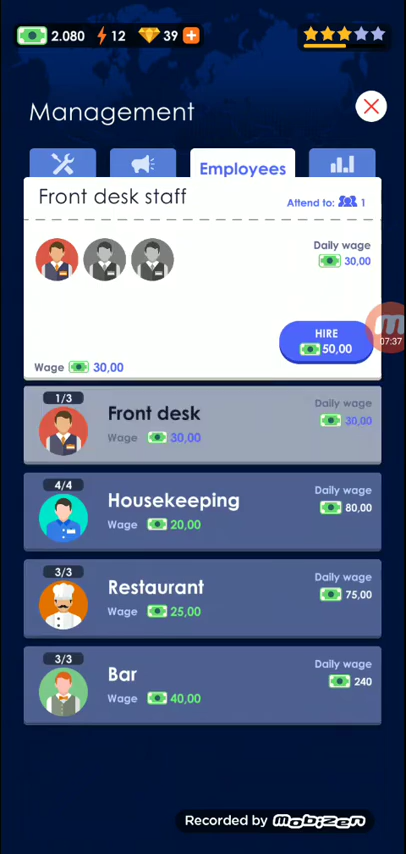 2.080 12 39
Management
Employees
Front desk staff
Attend to: 1
Daily wage
30,00
HIRE
50,00
07:37
Wage 30,00
1/3
Front desk
Daily wage
30,00
Wage 30,00
4/4
Housekeeping
Daily wage
80,00
Wage 20,00
3/3
Restaurant
Daily wage
75,00
Wage 25,00
3/3
Bar
Daily wage
240
Wage 40,00
Recorded by mobizen